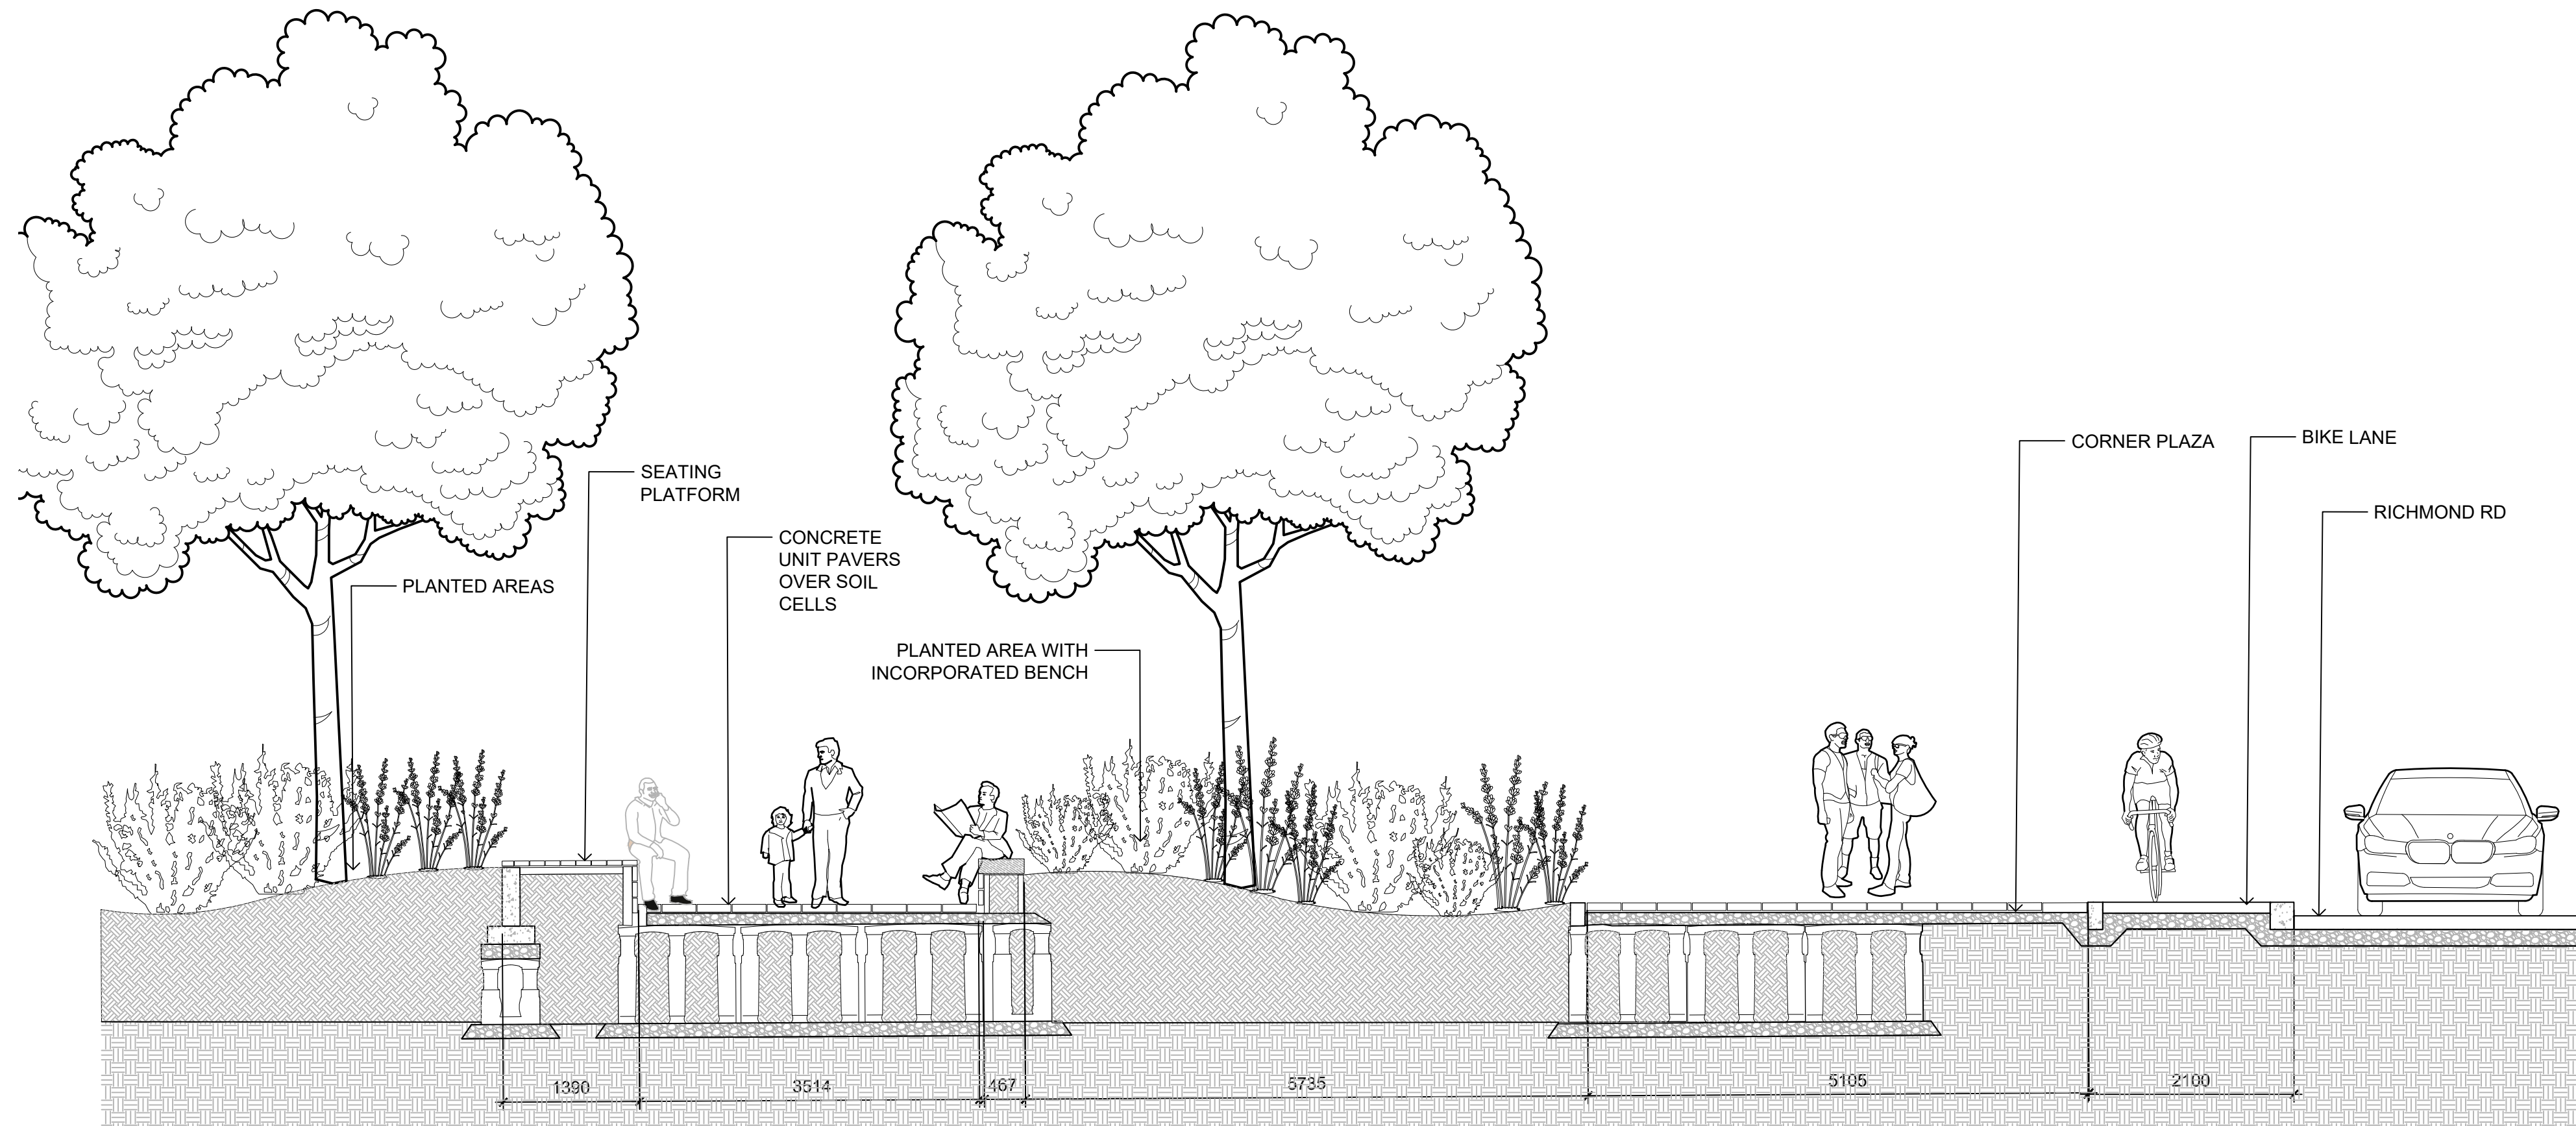 CORNER PLAZA
BIKE LANE
SEATING
PLATFORM
RICHMOND RD
CONCRETE
UNIT PAVERS
OVER SOIL
CELLS
PLANTED AREAS
PLANTED AREA WITH
INCORPORATED BENCH
1390
3514
467
5735
5105
2100